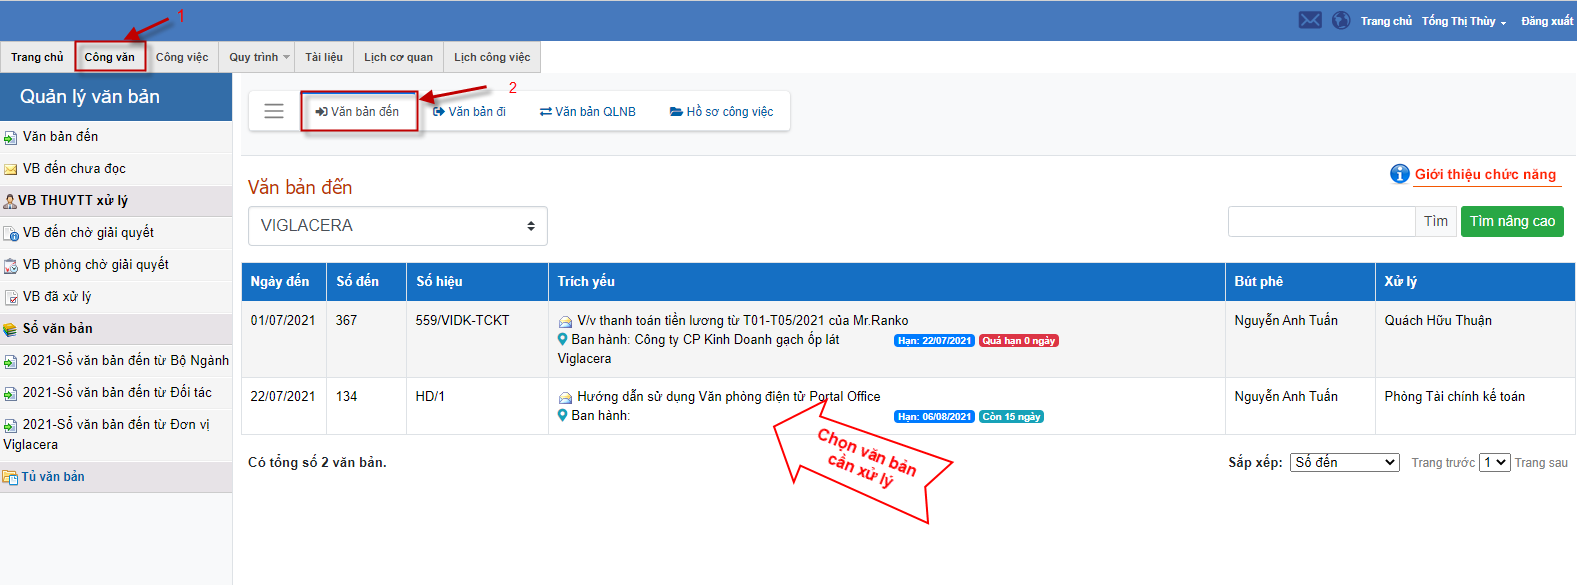 1
Trang chủ Tống Thị Thùy Đăng xuất
Trang chủ Công văn Công việc Quy trình Tài liệu Lịch cơ quan Lịch công việc
Quản lý văn bản
Văn bản đến
VB đến chưa đọc
VB THUYTT xử lý
VB đến chờ giải quyết
VB phòng chờ giải quyết
VB đã xử lý
Sổ văn bản
2021-Sổ văn bản đến từ Bộ Ngành
2021-Sổ văn bản đến từ Đối tác
2021-Sổ văn bản đến từ Đơn vị
Viglacera
Tủ văn bản
2
Văn bản đến Văn bản đi Văn bản QLNB Hồ sơ công việc
Giới thiệu chức năng
Văn bản đến
VIGLACERA
Tìm Tìm nâng cao
Ngày đến Số đến Số hiệu Trích yếu Bút phê Xử lý
01/07/2021 367 559/VIDK-TCKT V/v thanh toán tiền lương từ T01-T05/2021 của Mr.Ranko Nguyễn Anh Tuấn Quách Hữu Thuận
Ban hành: Công ty CP Kinh Doanh gạch ốp lát Hạn: 22/07/2021 Quá hạn 0 ngày
Viglacera
22/07/2021 134 HD/1 Hướng dẫn sử dụng Văn phòng điện tử Portal Office Nguyễn Anh Tuấn Phòng Tài chính kế toán
Ban hành: Hạn: 06/08/2021 Còn 15 ngày
Chọn văn bản
cần xử lý
Có tổng số 2 văn bản. Sắp xếp: Số đến Trang trước 1 Trang sau